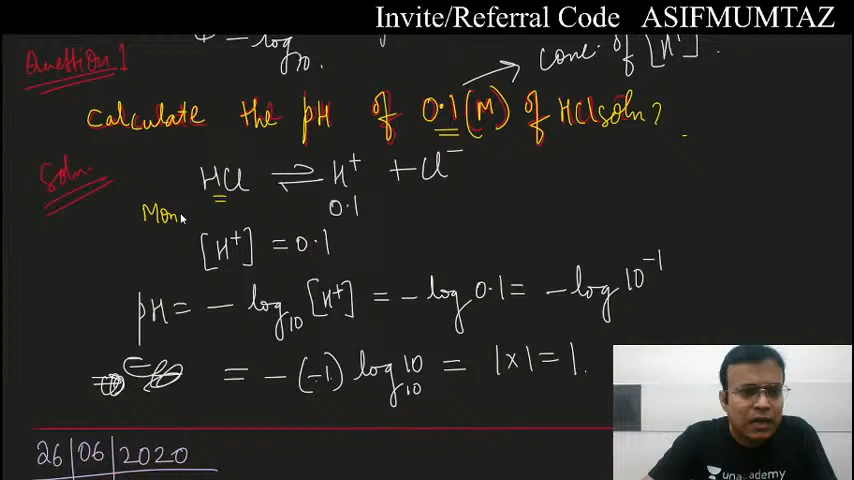 Invite/Referral Code ASIFMUMTAZ
= -log₁₀.
conc. of [H⁺].
Question 1
Calculate the pH of 0.1 (M) of HCl soln?
Soln.
HCl ⇌ H⁺ + Cl⁻
0.1
Mon
[H⁺] = 0.1
pH = - log₁₀ [H⁺] = - log 0.1 = - log 10⁻¹
= - (-1) log₁₀ 10 = 1 x 1 = 1.
26 | 06 | 2020
unacademy